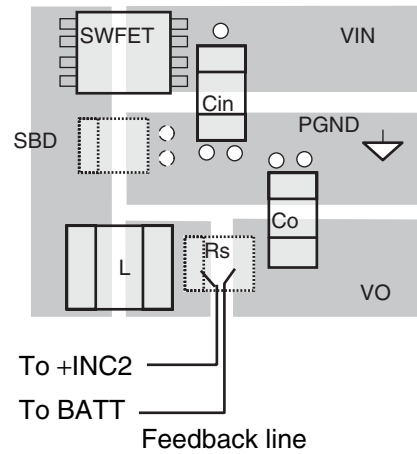 SWFET
VIN
Cin
PGND
SBD
Co
Rs
L
VO
To +INC2
To BATT
Feedback line